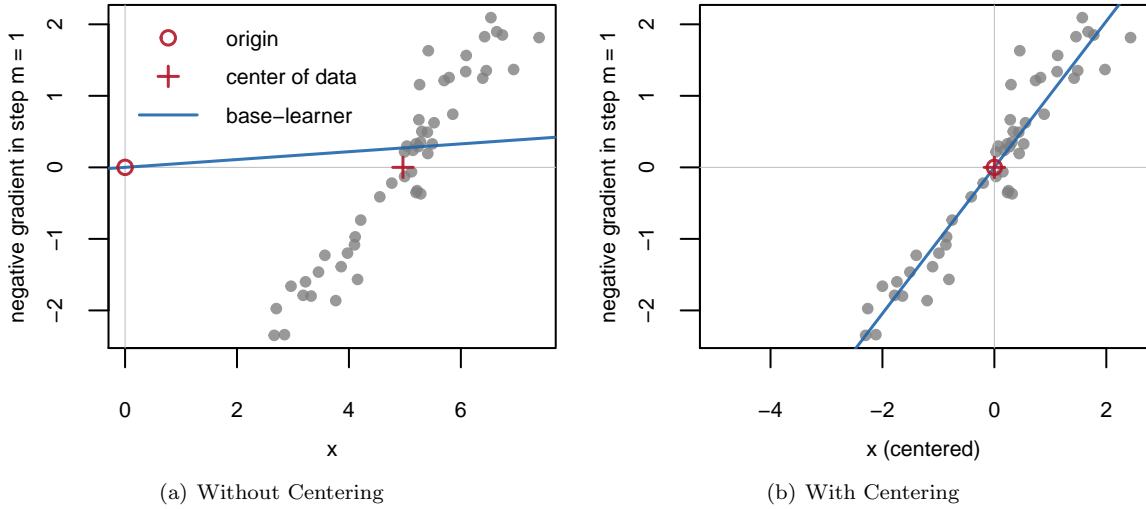 negative gradient in step m = 1
2
1
0
−1
−2
origin
center of data
base−learner
0 2 4 6
x
(a) Without Centering
negative gradient in step m = 1
2
1
0
−1
−2
−4 −2 0 2
x (centered)
(b) With Centering